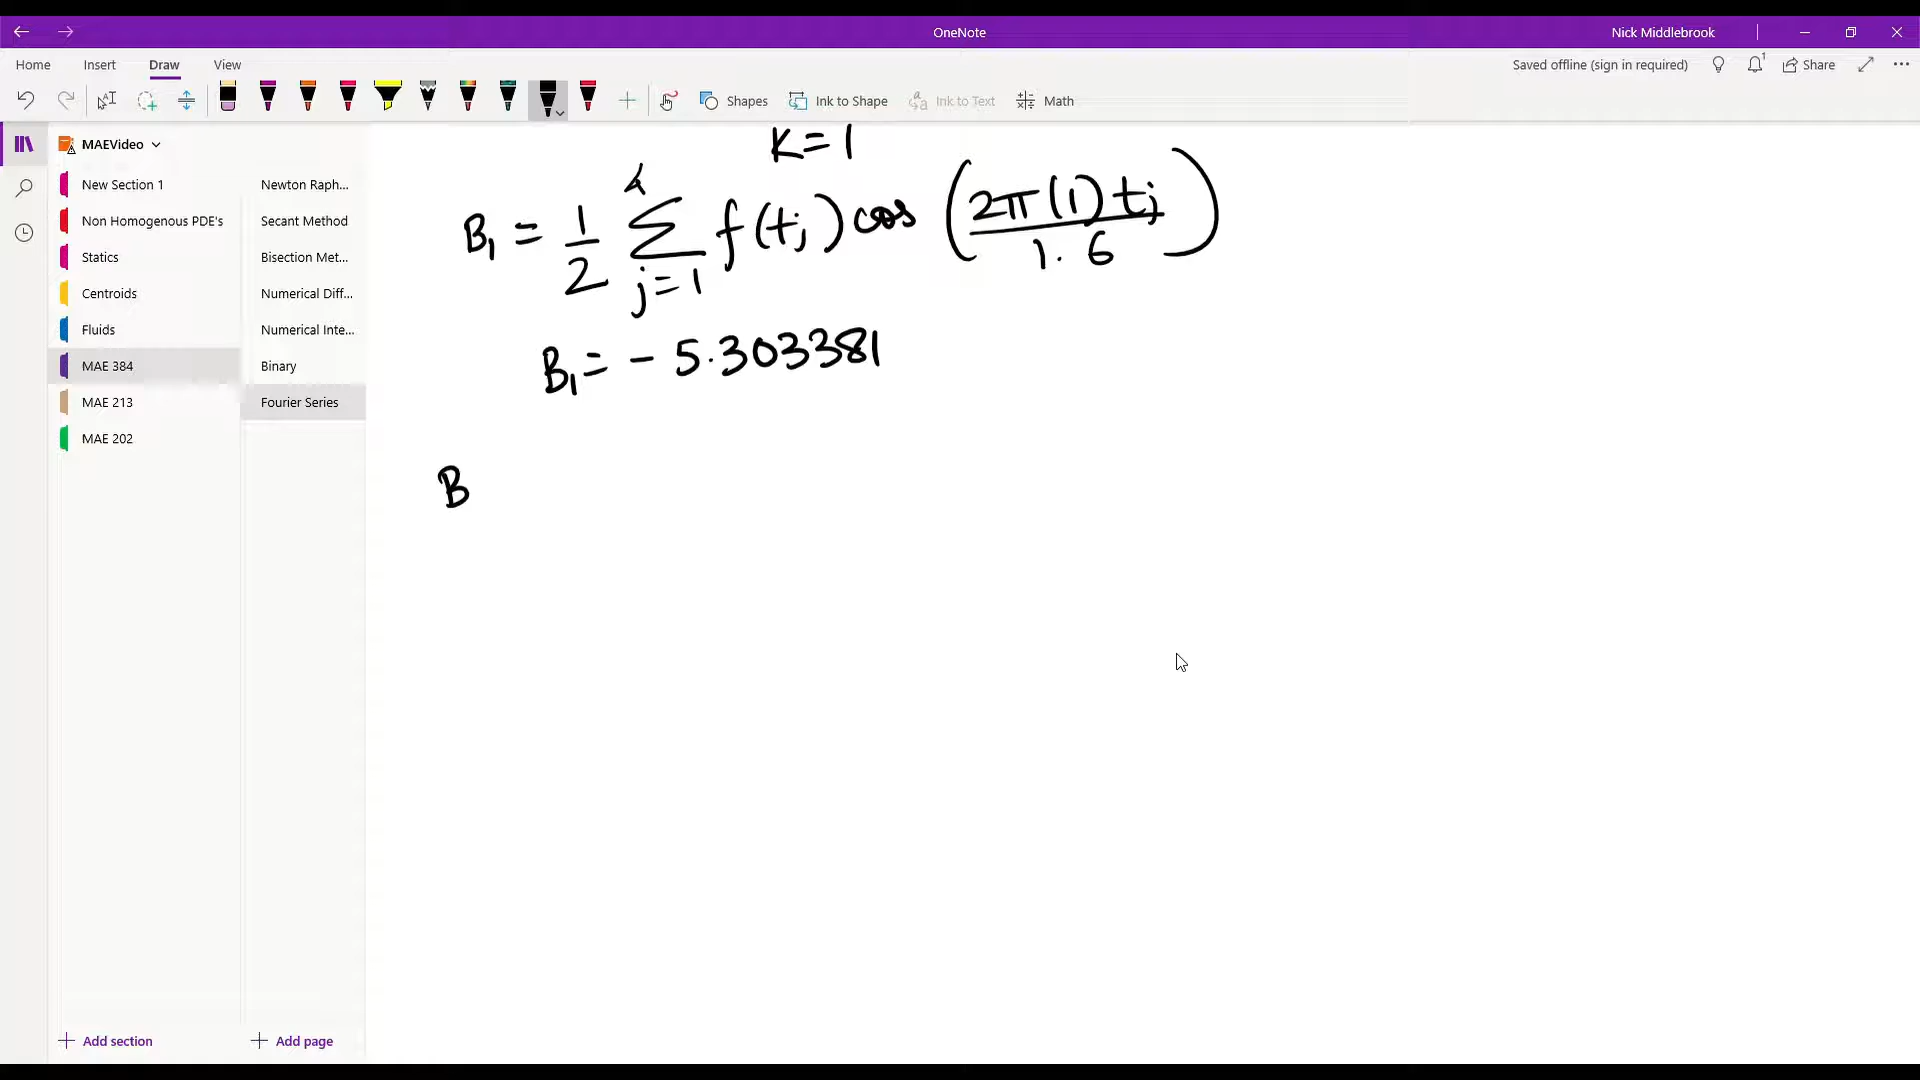 OneNote
Nick Middlebrook
Home Insert Draw View
Saved offline (sign in required)
1
Share
Shapes
Ink to Shape
Ink to Text
Math
MAEVideo
New Section 1
Non Homogenous PDE's
Statics
Centroids
Fluids
MAE 384
MAE 213
MAE 202
Add section
Newton Raph...
Secant Method
Bisection Met...
Numerical Diff...
Numerical Inte...
Binary
Fourier Series
Add page
K=1
B₁ = 1/2 4∑j=1 f(tj) cos (2π(1)tj / 1.6)
B₁ = - 5.303381
B